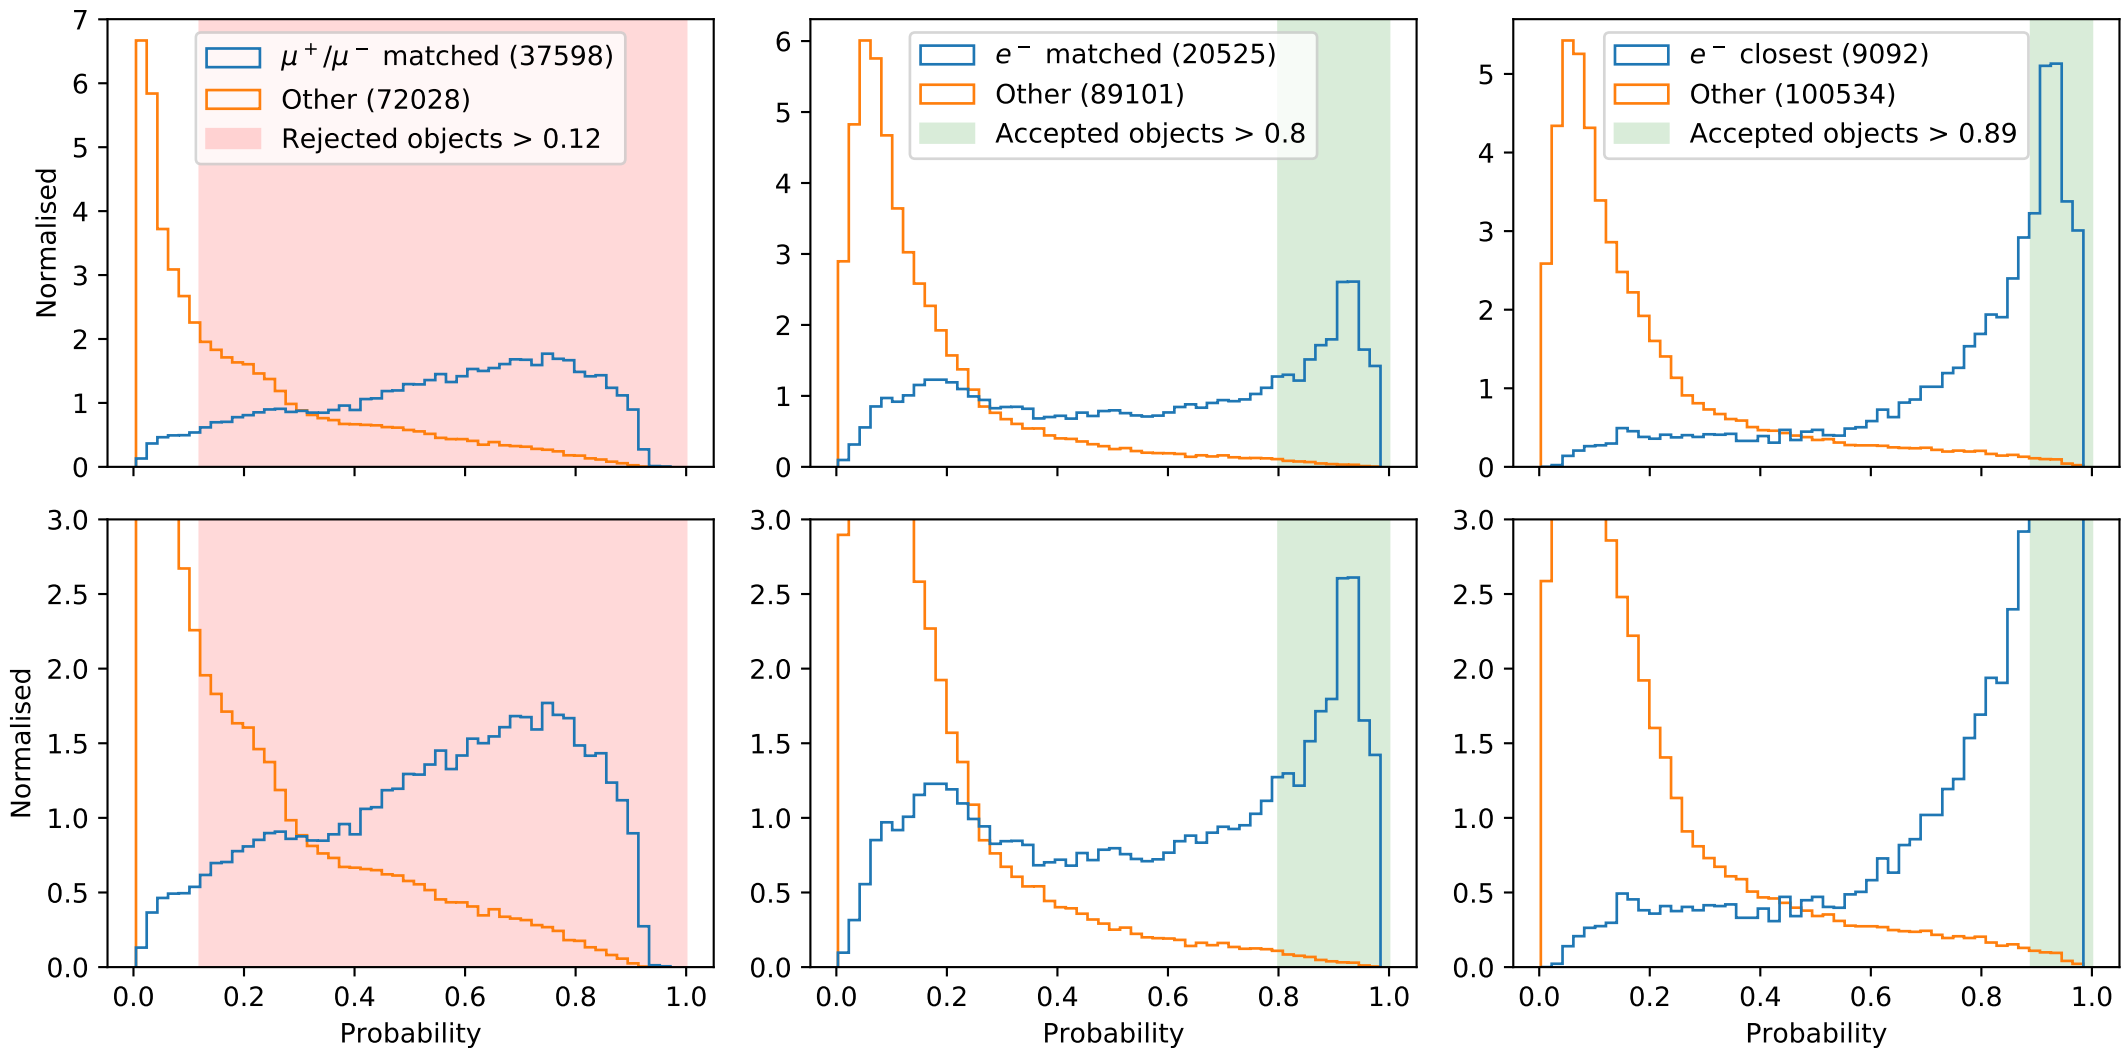 7
6
5
4
3
2
1
0
Normalised
μ⁺/μ⁻ matched (37598)
Other (72028)
Rejected objects > 0.12
6
5
4
3
2
1
0
e⁻ matched (20525)
Other (89101)
Accepted objects > 0.8
5
4
3
2
1
0
e⁻ closest (9092)
Other (100534)
Accepted objects > 0.89
3.0
2.5
2.0
1.5
1.0
0.5
0.0
Normalised
0.0 0.2 0.4 0.6 0.8 1.0
Probability
3.0
2.5
2.0
1.5
1.0
0.5
0.0
0.0 0.2 0.4 0.6 0.8 1.0
Probability
3.0
2.5
2.0
1.5
1.0
0.5
0.0
0.0 0.2 0.4 0.6 0.8 1.0
Probability